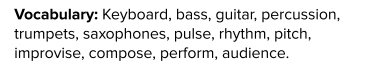 Vocabulary: Keyboard, bass, guitar, percussion,
trumpets, saxophones, pulse, rhythm, pitch,
improvise, compose, perform, audience.